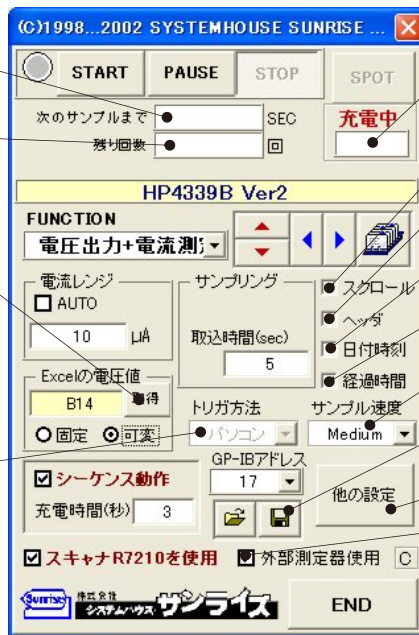 (C)1998...2002 SYSTEMHOUSE SUNRISE ...
START PAUSE STOP SPOT
次のサンプルまで SEC 充電中
残り回数 回
HP4339B Ver2
FUNCTION
電圧出力+電流測
電流レンジ サンプリング スクロール
AUTO ヘッダ
10 μA 取込時間(sec) 日付時刻
5 経過時間
Excelの電圧値
B14 得 トリガ方法 サンプル速度
固定 可変 パソコン Medium
シーケンス動作 GP-IBアドレス
充電時間(秒) 3 17 他の設定
スキャナR7210を使用 外部測定器使用 C
Sunrise 株式会社 システムハウス サンライズ END